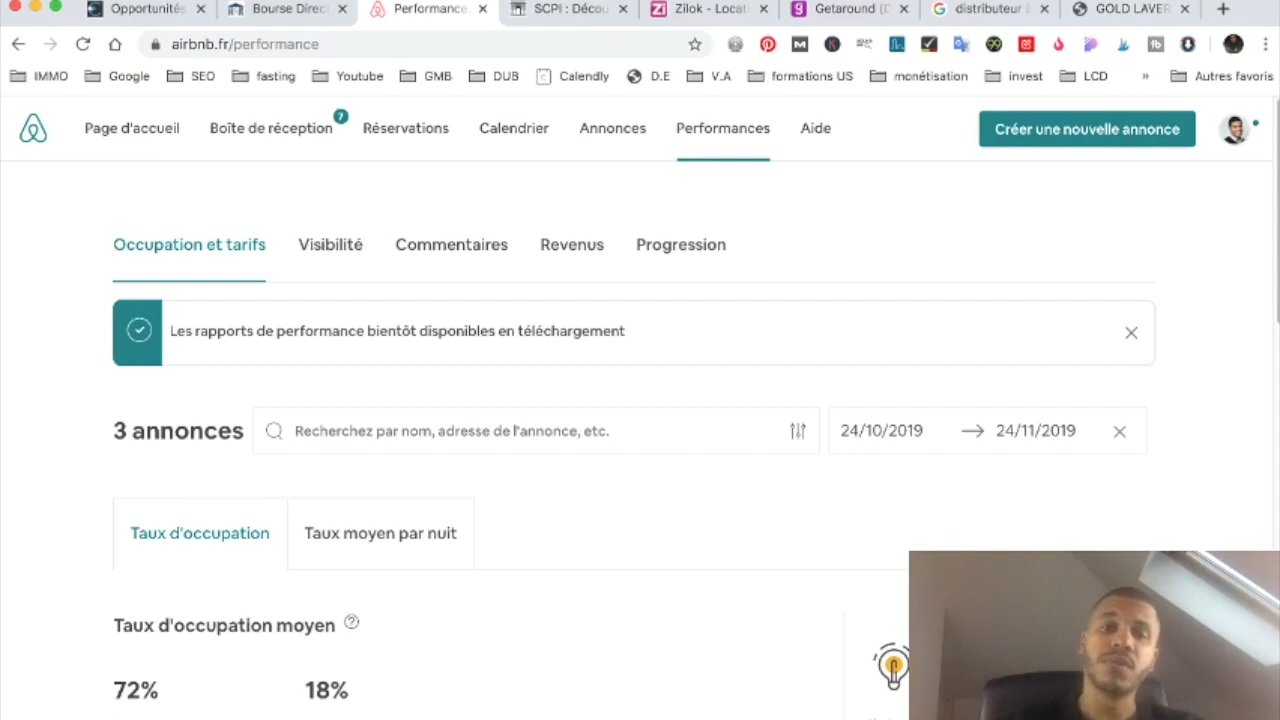 Opportunités
Bourse Direc
Performance
SCPI : Décou
Zilok - Locat
Getaround (D
distributeur
GOLD LAVER
airbnb.fr/performance
IMMO
Google
SEO
fasting
Youtube
GMB
DUB
Calendly
D.E
V.A
formations US
monétisation
invest
LCD
»
Autres favoris
Page d'accueil
Boîte de réception
7
Réservations
Calendrier
Annonces
Performances
Aide
Créer une nouvelle annonce
Occupation et tarifs
Visibilité
Commentaires
Revenus
Progression
Les rapports de performance bientôt disponibles en téléchargement
3 annonces
Recherchez par nom, adresse de l'annonce, etc.
24/10/2019
24/11/2019
Taux d'occupation
Taux moyen par nuit
Taux d'occupation moyen
72%
18%